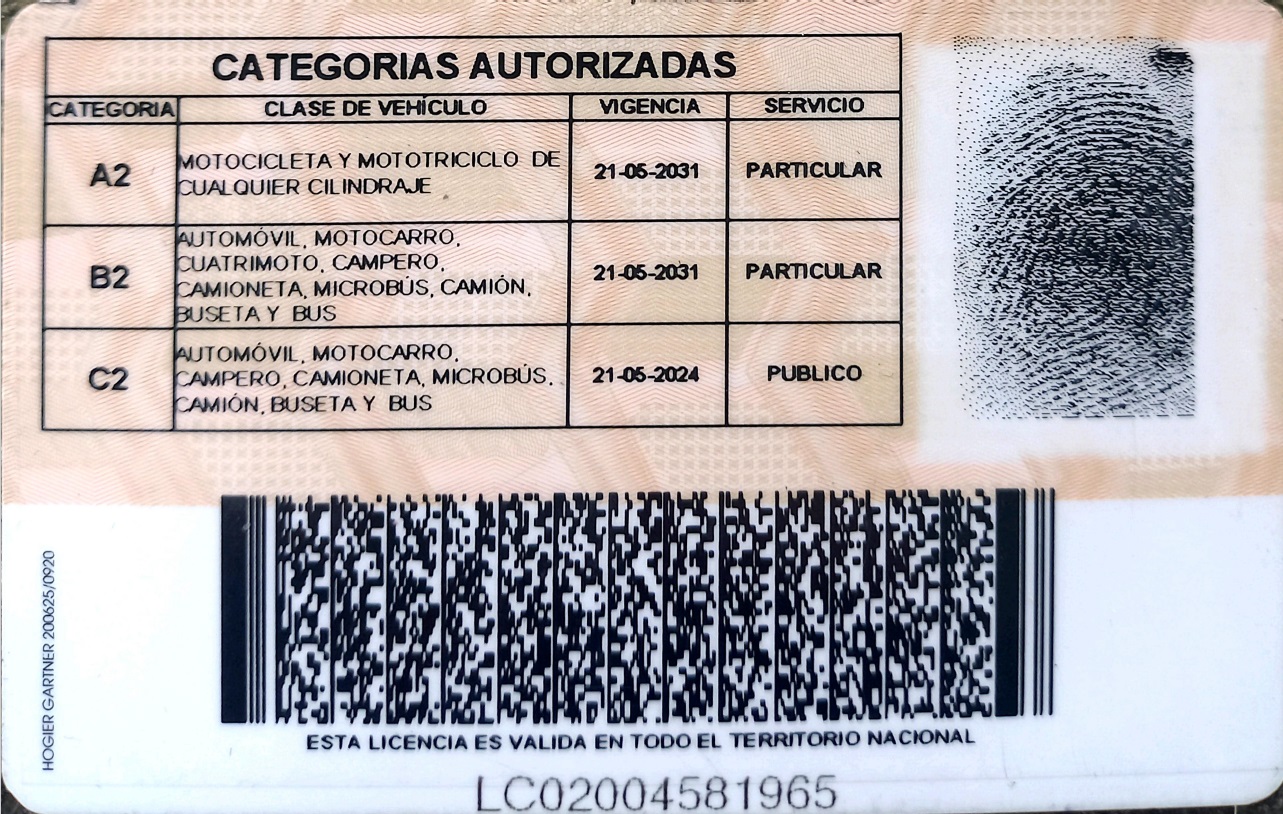 CATEGORIAS AUTORIZADAS
CATEGORIA CLASE DE VEHÍCULO VIGENCIA SERVICIO
A2 MOTOCICLETA Y MOTOTRICICLO DE CUALQUIER CILINDRAJE 21-05-2031 PARTICULAR
B2 AUTOMÓVIL, MOTOCARRO, CUATRIMOTO, CAMPERO, CAMIONETA, MICROBÚS, CAMIÓN, BUSETA Y BUS 21-05-2031 PARTICULAR
C2 AUTOMÓVIL, MOTOCARRO, CAMPERO, CAMIONETA, MICROBÚS, CAMIÓN, BUSETA Y BUS 21-05-2024 PUBLICO
HOGIER GARTNER 200625/0920
ESTA LICENCIA ES VALIDA EN TODO EL TERRITORIO NACIONAL
LC02004581965